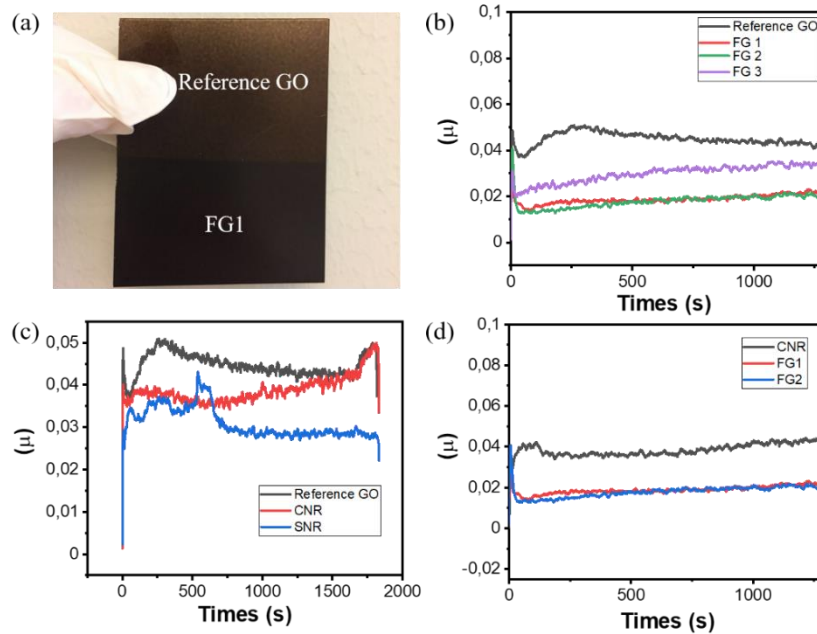 (a)
Reference GO
FG1
(b)
0,1
0,08
0,06
0,04
0,02
0
(μ)
Reference GO
FG 1
FG 2
FG 3
0
500
1000
Times (s)
(c)
0,05
0,04
0,03
0,02
0,01
0
(μ)
Reference GO
CNR
SNR
0
500
1000
1500
2000
Times (s)
(d)
0,1
0,08
0,06
0,04
0,02
0
-0,02
(μ)
CNR
FG1
FG2
0
500
1000
Times (s)